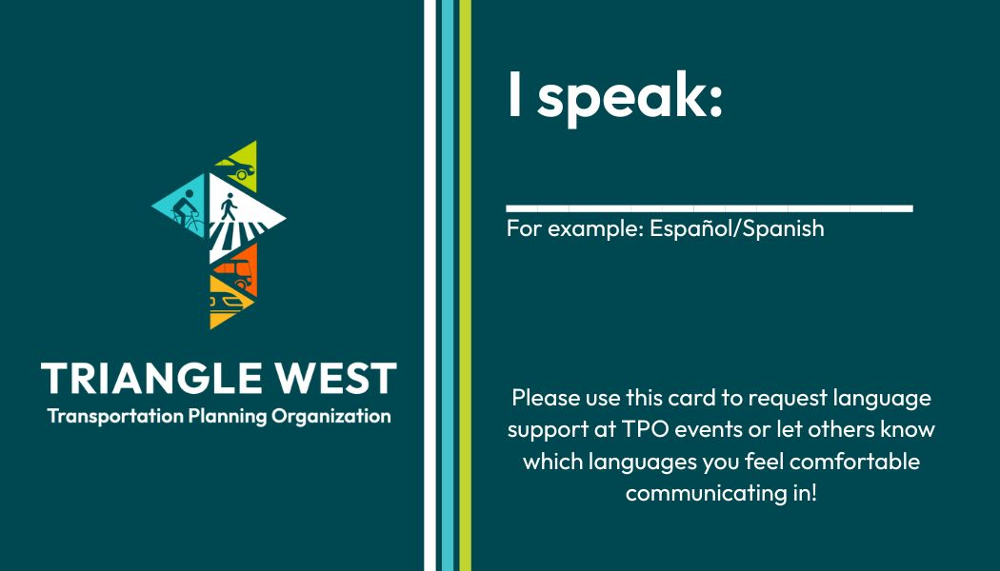 TRIANGLE WEST
Transportation Planning Organization
I speak:
For example: Español/Spanish
Please use this card to request language
support at TPO events or let others know
which languages you feel comfortable
communicating in!